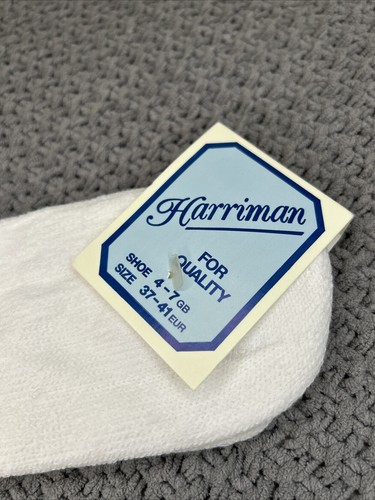 Harriman
FOR
QUALITY
SHOE 4-7 GB
SIZE 37-41 EUR